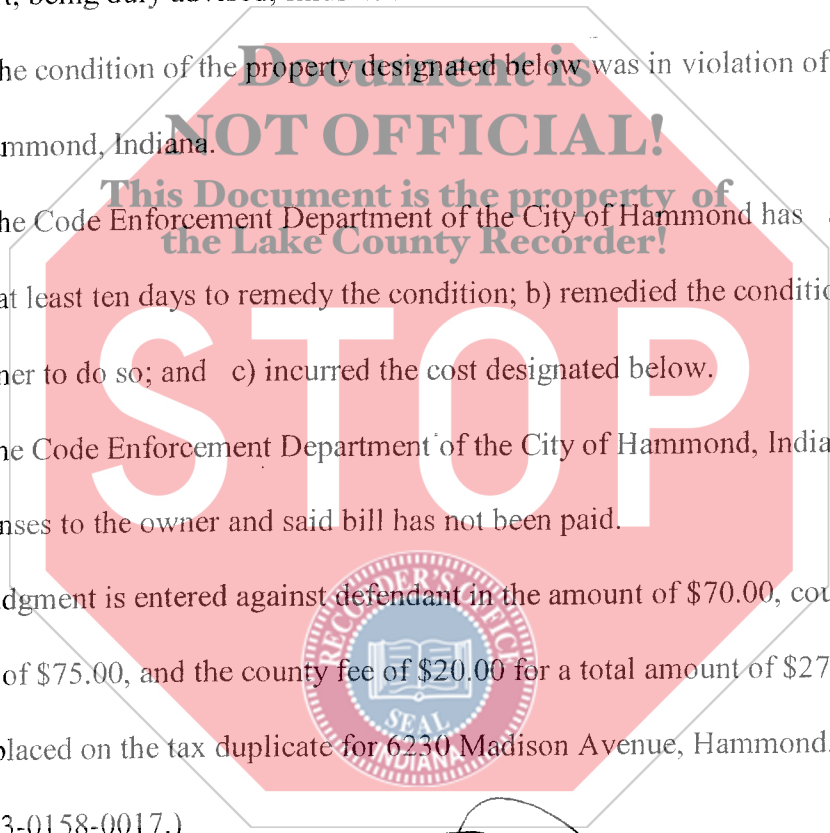 he condition of the property designated below was in violation of
Document is
NOT OFFICIAL!
mmond, Indiana.
This Document is the property of
the Lake County Recorder!
he Code Enforcement Department of the City of Hammond has
at least ten days to remedy the condition; b) remedied the conditio
STOP
ner to do so; and c) incurred the cost designated below.
he Code Enforcement Department of the City of Hammond, India
nses to the owner and said bill has not been paid.
dgment is entered against defendant in the amount of $70.00, cou
RECORDER'S OFFICE
of $75.00, and the county fee of $20.00 for a total amount of $27
SEAL
INDIANA
placed on the tax duplicate for 6230 Madison Avenue, Hammond,
3-0158-0017.)